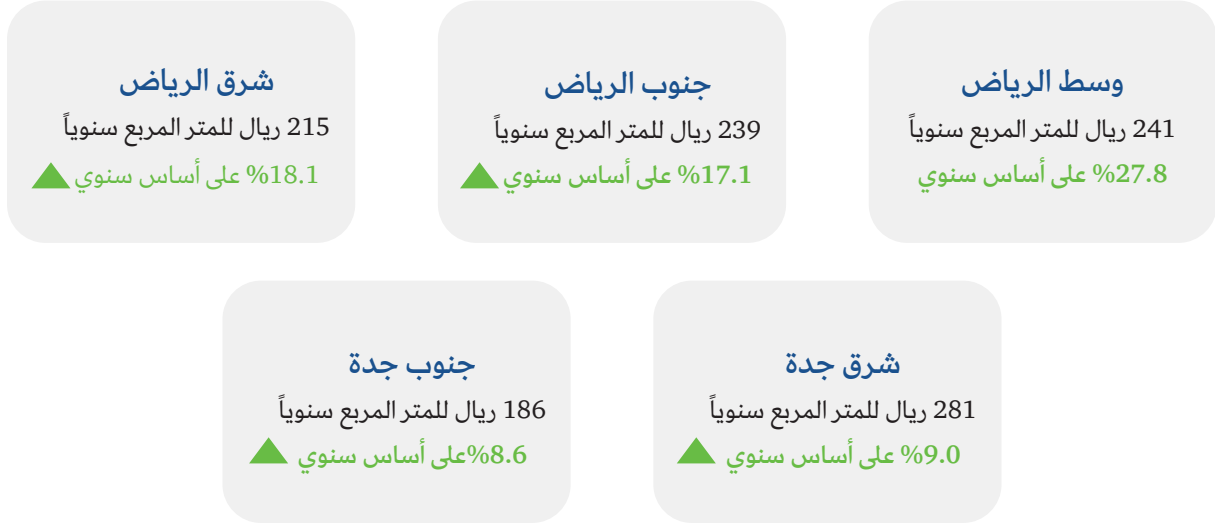 وسط الرياض
241 ريال للمتر المربع سنوياً
%27.8 على أساس سنوي
جنوب الرياض
239 ريال للمتر المربع سنوياً
%17.1 على أساس سنوي
شرق الرياض
215 ريال للمتر المربع سنوياً
%18.1 على أساس سنوي
شرق جدة
281 ريال للمتر المربع سنوياً
%9.0 على أساس سنوي
جنوب جدة
186 ريال للمتر المربع سنوياً
%8.6على أساس سنوي